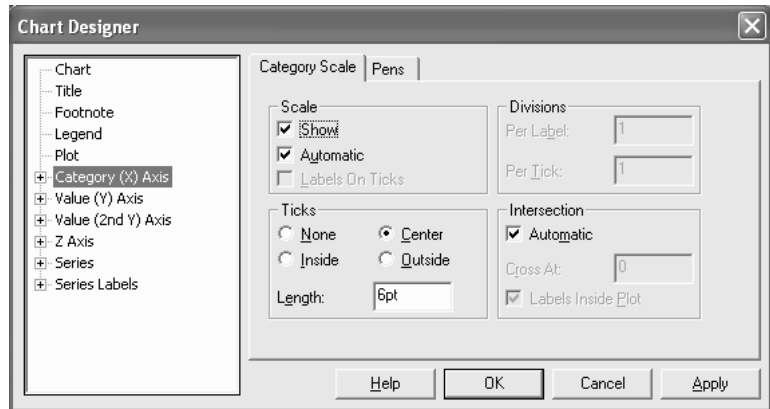 Chart Designer
Chart
Title
Footnote
Legend
Plot
Category (X) Axis
Value (Y) Axis
Value (2nd Y) Axis
Z Axis
Series
Series Labels
Category Scale Pens
Scale
Show
Automatic
Labels On Ticks
Divisions
Per Label: 1
Per Tick: 1
Ticks
None Center
Inside Outside
Length: 6pt
Intersection
Automatic
Cross At: 0
Labels Inside Plot
Help OK Cancel Apply